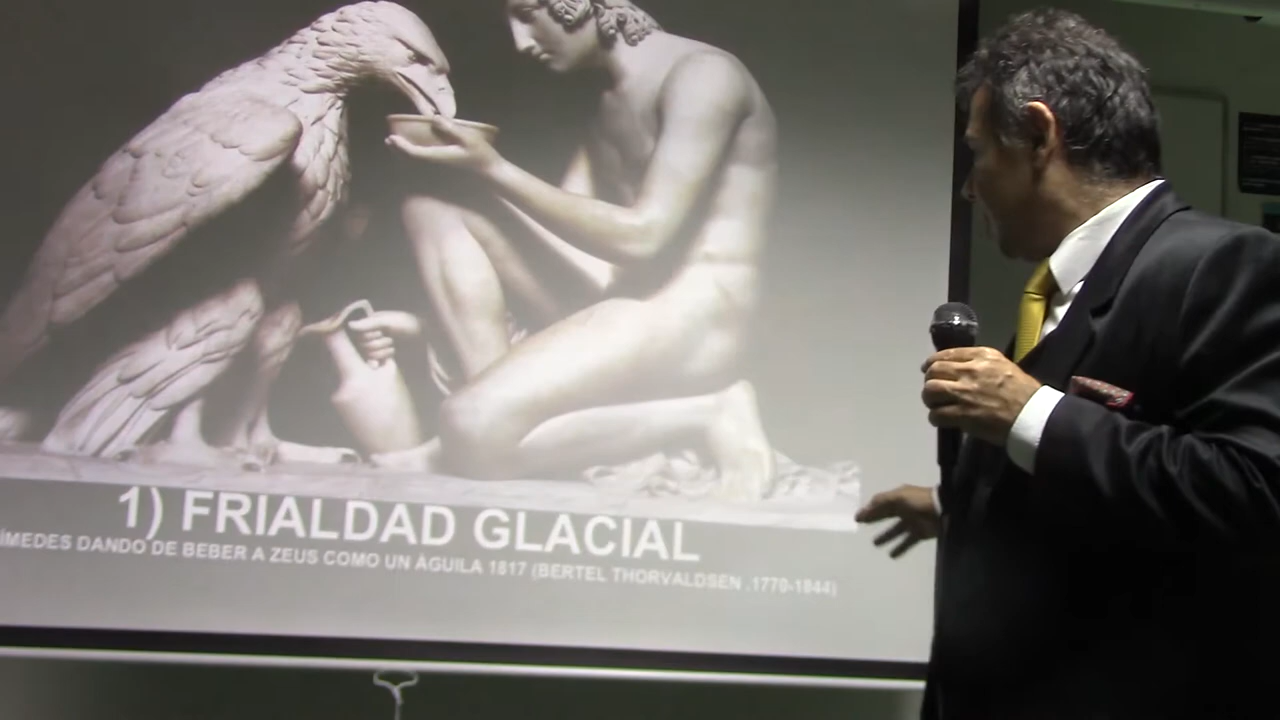 1) FRIALDAD GLACIAL
ÍMEDES DANDO DE BEBER A ZEUS COMO UN ÁGUILA 1817 (BERTEL THORVALDSEN .1770-1844)